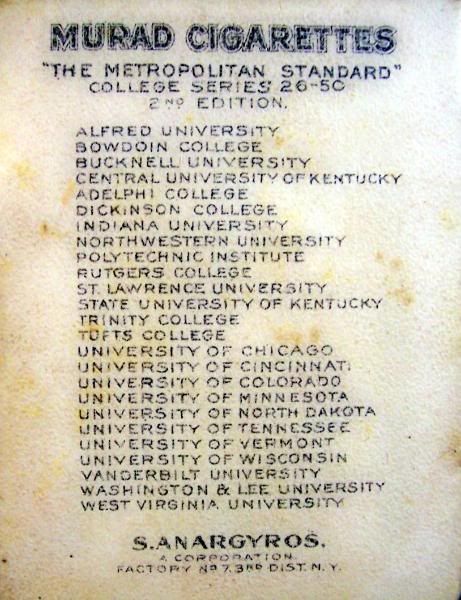 MURAD CIGARETTES
"THE METROPOLITAN STANDARD"
COLLEGE SERIES 26-50
2ND EDITION.
ALFRED UNIVERSITY
BOWDOIN COLLEGE
BUCKNELL UNIVERSITY
CENTRAL UNIVERSITY OF KENTUCKY
ADELPHI COLLEGE
DICKINSON COLLEGE
INDIANA UNIVERSITY
NORTHWESTERN UNIVERSITY
POLYTECHNIC INSTITUTE
RUTGERS COLLEGE
ST. LAWRENCE UNIVERSITY
STATE UNIVERSITY OF KENTUCKY
TRINITY COLLEGE
TUFTS COLLEGE
UNIVERSITY OF CHICAGO
UNIVERSITY OF CINCINNATI
UNIVERSITY OF COLORADO
UNIVERSITY OF MINNESOTA
UNIVERSITY OF NORTH DAKOTA
UNIVERSITY OF TENNESSEE
UNIVERSITY OF VERMONT
UNIVERSITY OF WISCONSIN
VANDERBILT UNIVERSITY
WASHINGTON & LEE UNIVERSITY
WEST VIRGINIA UNIVERSITY
S. ANARGYROS.
A CORPORATION.
FACTORY Nº 7. 3RD DIST. N.Y.